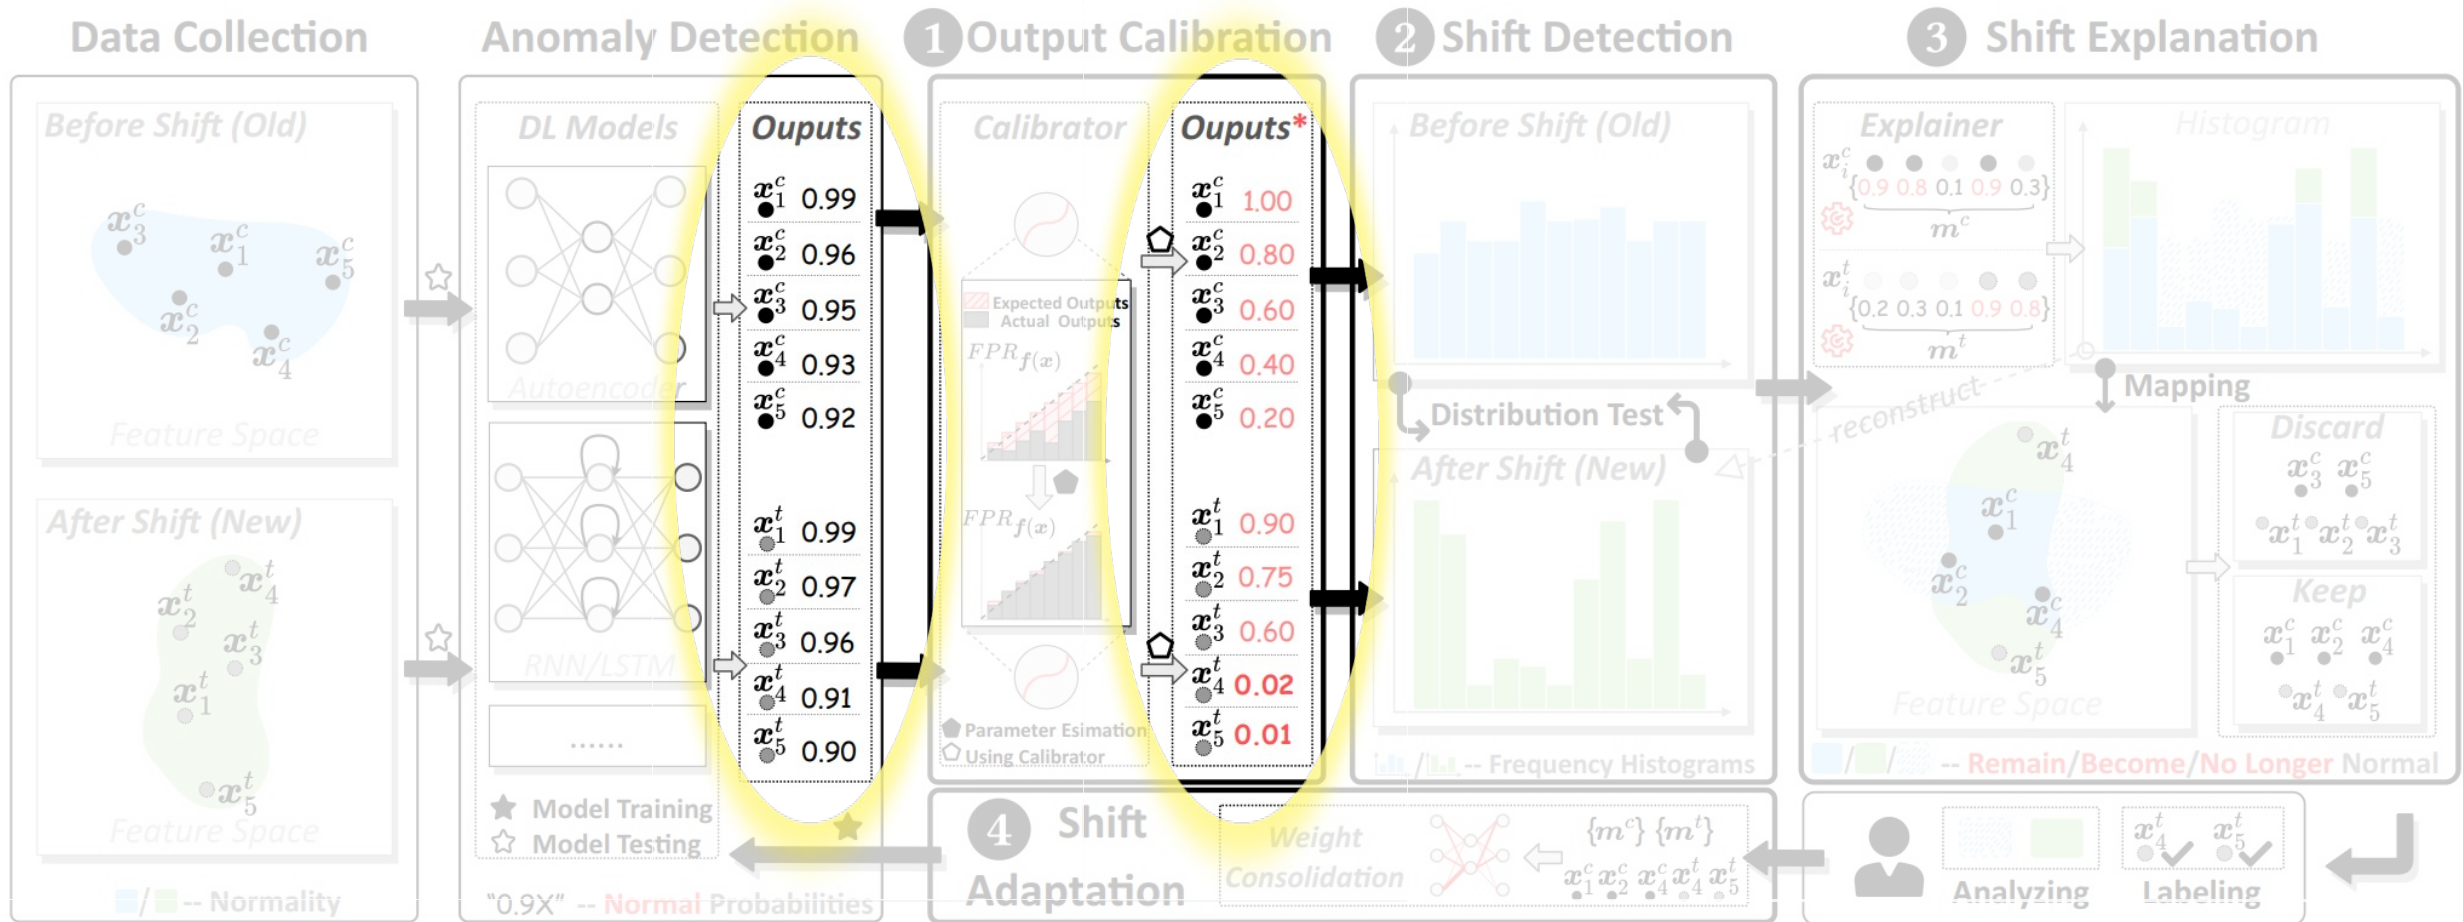 Data Collection
Before Shift (Old)
x_3^c
x_1^c
x_5^c
x_2^c
x_4^c
Feature Space
After Shift (New)
x_4^t
x_2^t
x_3^t
x_1^t
x_5^t
Feature Space
/ -- Normality
Anomaly Detection
DL Models
Autoencoder
RNN/LSTM
......
Model Training
Model Testing
"0.9X" -- Normal Probabilities
Ouputs
x_1^c 0.99
x_2^c 0.96
x_3^c 0.95
x_4^c 0.93
x_5^c 0.92
x_1^t 0.99
x_2^t 0.97
x_3^t 0.96
x_4^t 0.91
x_5^t 0.90
1 Output Calibration
Calibrator
Expected Outputs
Actual Outputs
FPR f(x)
FPR f(x)
Parameter Esimation
Using Calibrator
Ouputs*
x_1^c 1.00
x_2^c 0.80
x_3^c 0.60
x_4^c 0.40
x_5^c 0.20
x_1^t 0.90
x_2^t 0.75
x_3^t 0.60
x_4^t 0.02
x_5^t 0.01
2 Shift Detection
Before Shift (Old)
Distribution Test
After Shift (New)
/ -- Frequency Histograms
3 Shift Explanation
Explainer
x_i^c
{0.9 0.8 0.1 0.9 0.3}
m^c
x_i^t
{0.2 0.3 0.1 0.9 0.8}
m^t
Histogram
reconstruct
Mapping
x_4^t
x_1^c
x_2^c
x_4^c
x_5^t
Feature Space
Discard
x_3^c x_5^c
x_1^t x_2^t x_3^t
Keep
x_1^c x_2^c x_4^c
x_4^t x_5^t
/ / -- Remain/Become/No Longer Normal
4 Shift
Adaptation
Weight
Consolidation
{m^c} {m^t}
x_1^c x_2^c x_4^c x_4^t x_5^t
Analyzing
x_4^t x_5^t
Labeling